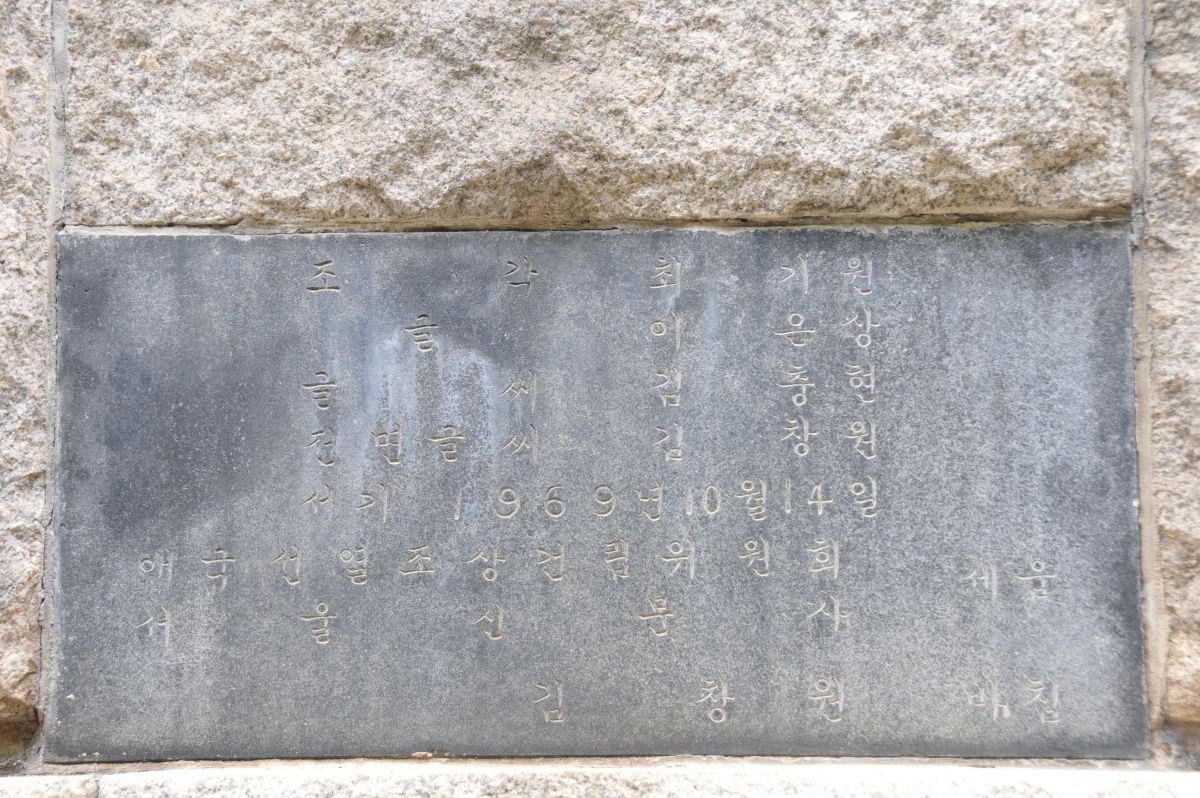 조 각 최 기 원
글 이 은 상
글 씨 김 충 현
전면글씨 김 창 원
서기 1969년10월14일
애국선열조상건립위원회
서 울 신 문 사
세움
김 창 원 바침